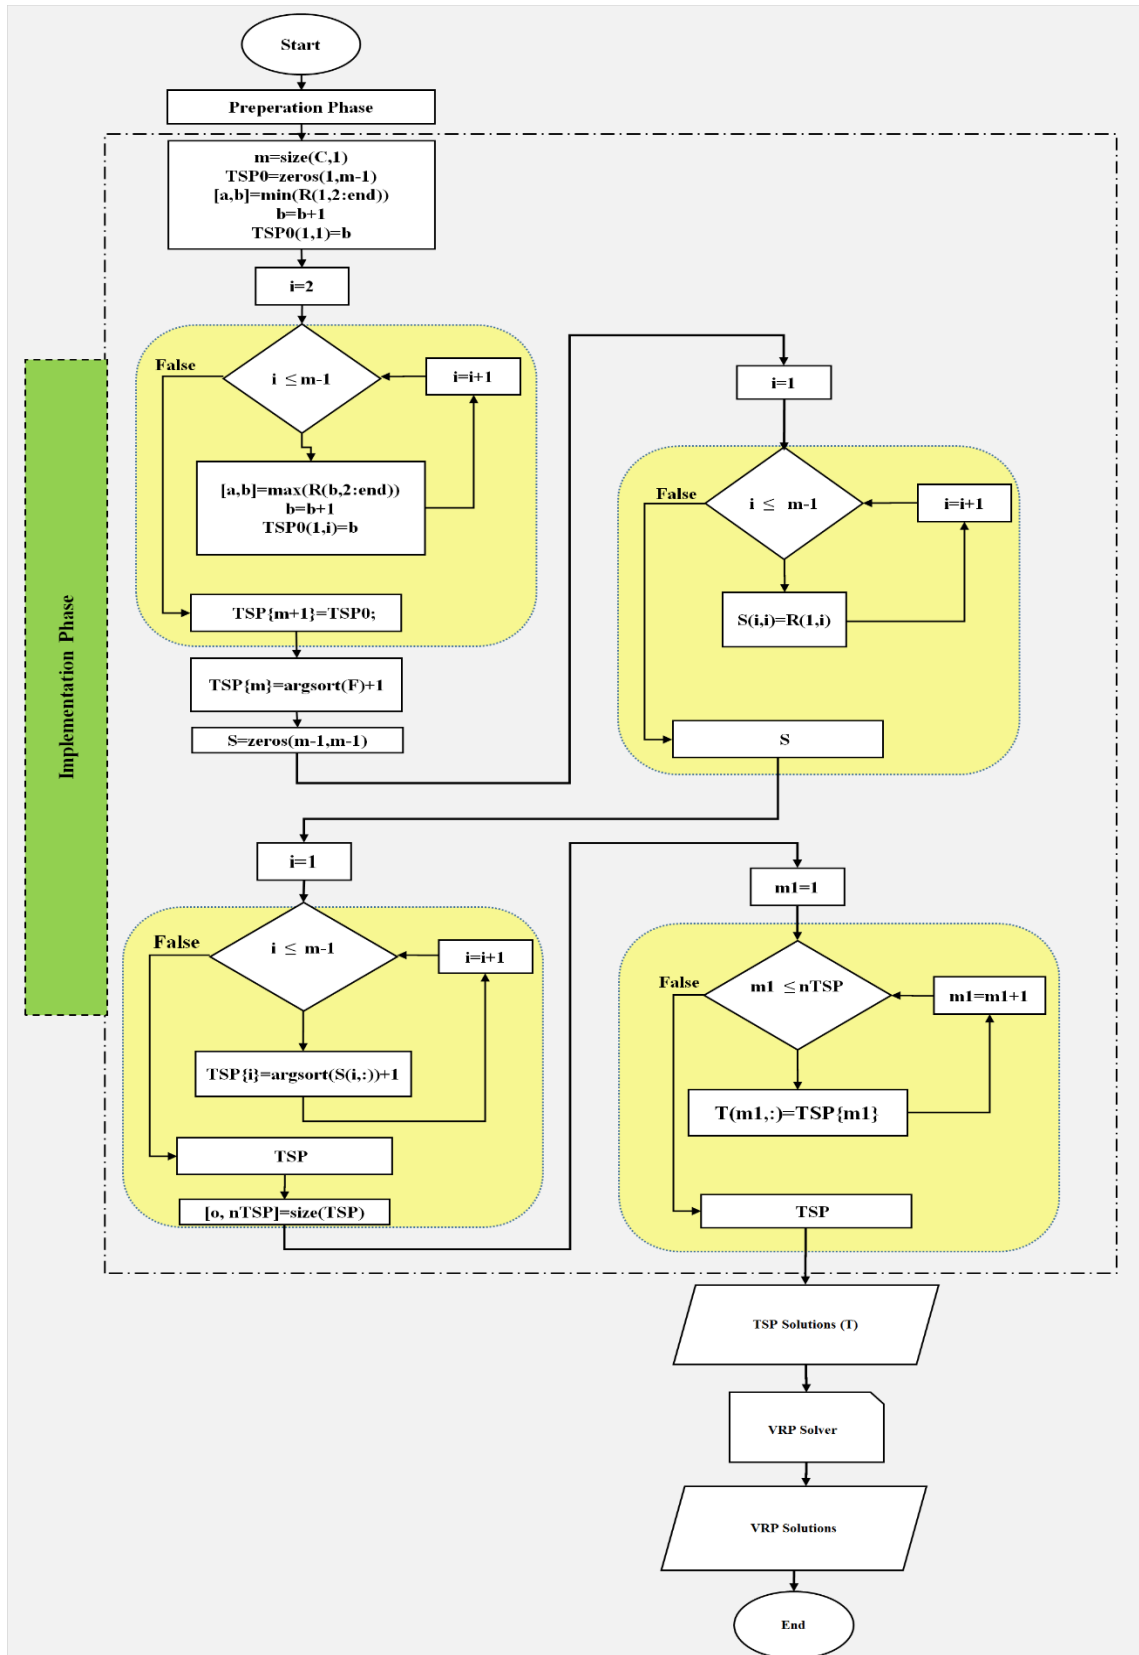 Start
Preperation Phase
m=size(C,1)
TSP0=zeros(1,m-1)
[a,b]=min(R(1,2:end))
b=b+1
TSP0(1,1)=b
i=2
False
i ≤ m-1
i=i+1
[a,b]=max(R(b,2:end))
b=b+1
TSP0(1,i)=b
TSP{m+1}=TSP0;
TSP{m}=argsort(F)+1
S=zeros(m-1,m-1)
i=1
False
i ≤ m-1
i=i+1
S(i,i)=R(1,i)
S
Implementation Phase
i=1
False
i ≤ m-1
i=i+1
TSP{i}=argsort(S(i,:))+1
TSP
[o, nTSP]=size(TSP)
m1=1
False
m1 ≤ nTSP
m1=m1+1
T(m1,:)=TSP{m1}
TSP
TSP Solutions (T)
VRP Solver
VRP Solutions
End